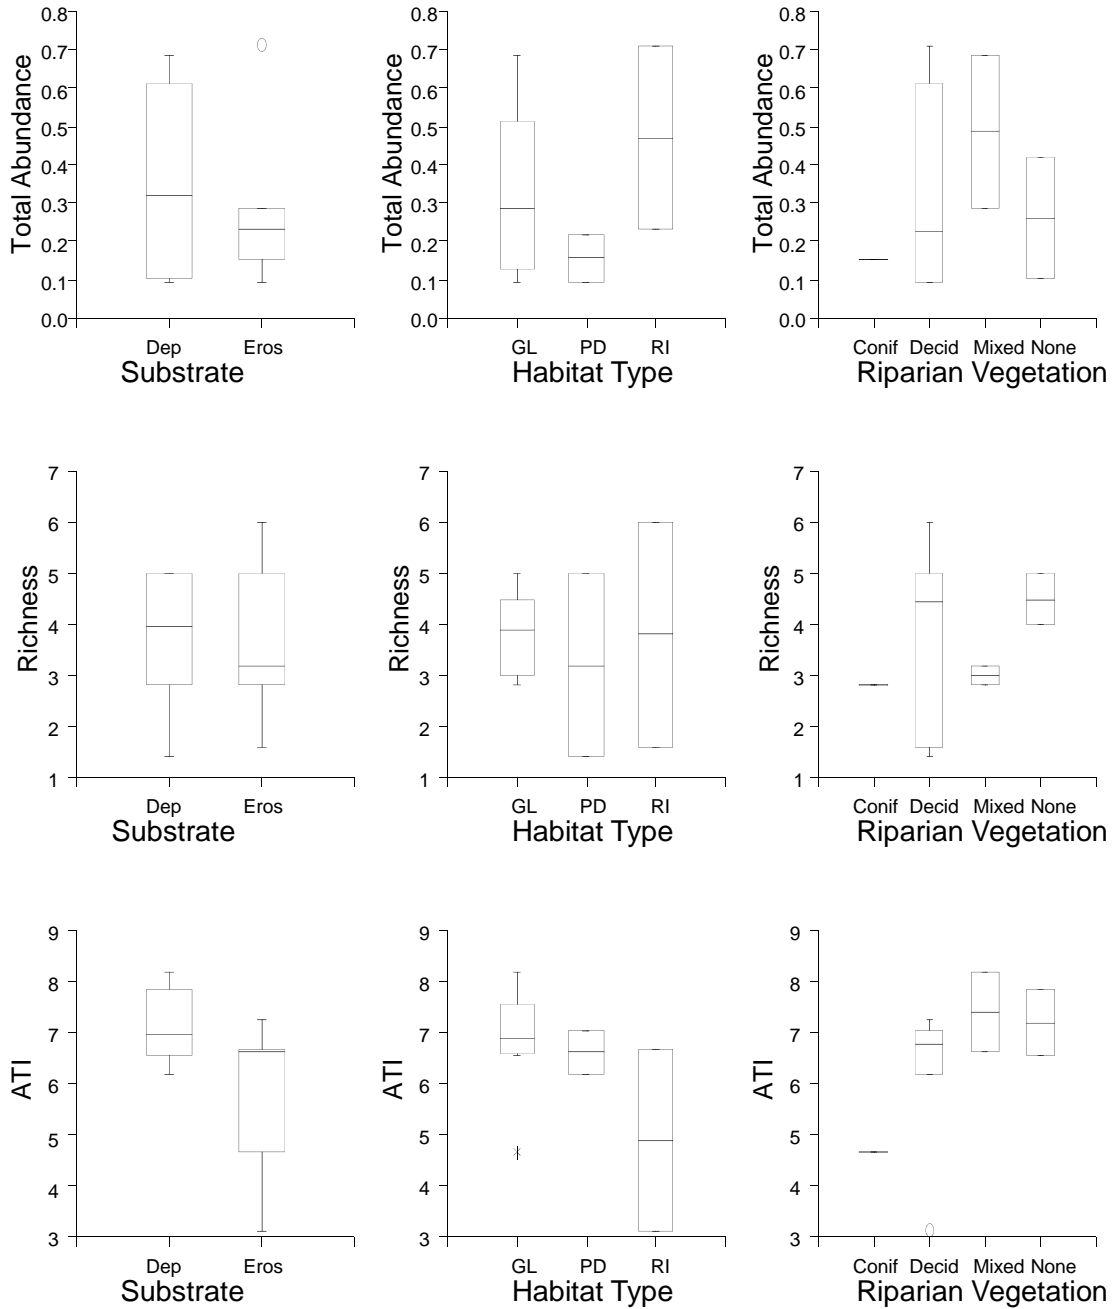 0.8
0.7
0.6
0.5
0.4
0.3
0.2
0.1
0.0
Total Abundance
Dep Eros
Substrate
0.8
0.7
0.6
0.5
0.4
0.3
0.2
0.1
0.0
Total Abundance
GL PD RI
Habitat Type
0.8
0.7
0.6
0.5
0.4
0.3
0.2
0.1
0.0
Total Abundance
Conif Decid Mixed None
Riparian Vegetation
7
6
5
4
3
2
1
Richness
Dep Eros
Substrate
7
6
5
4
3
2
1
Richness
GL PD RI
Habitat Type
7
6
5
4
3
2
1
Richness
Conif Decid Mixed None
Riparian Vegetation
9
8
7
6
5
4
3
ATI
Dep Eros
Substrate
9
8
7
6
5
4
3
ATI
GL PD RI
Habitat Type
9
8
7
6
5
4
3
ATI
Conif Decid Mixed None
Riparian Vegetation